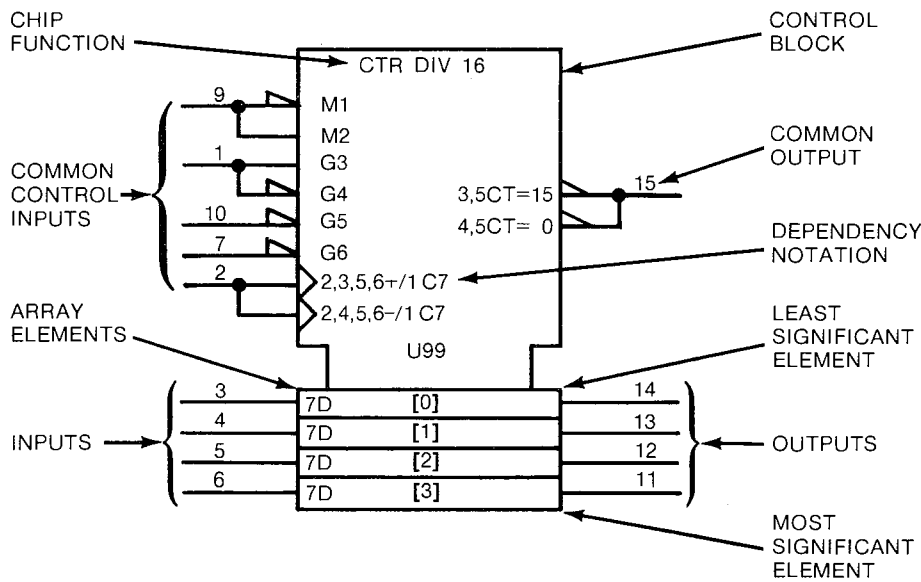 CHIP
FUNCTION
CTR DIV 16
CONTROL
BLOCK
9
M1
M2
COMMON
CONTROL
INPUTS
1
G3
G4
10
G5
7
G6
2
2,3,5,6+/1 C7
2,4,5,6-/1 C7
3,5CT=15
4,5CT= 0
15
COMMON
OUTPUT
DEPENDENCY
NOTATION
U99
ARRAY
ELEMENTS
LEAST
SIGNIFICANT
ELEMENT
INPUTS
3
7D
[0]
14
4
7D
[1]
13
5
7D
[2]
12
6
7D
[3]
11
OUTPUTS
MOST
SIGNIFICANT
ELEMENT